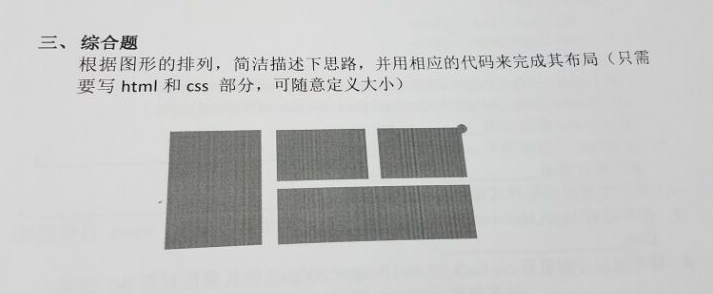 三、 综合题
根据图形的排列，简洁描述下思路，并用相应的代码来完成其布局（只需
要写 html 和 css 部分，可随意定义大小）